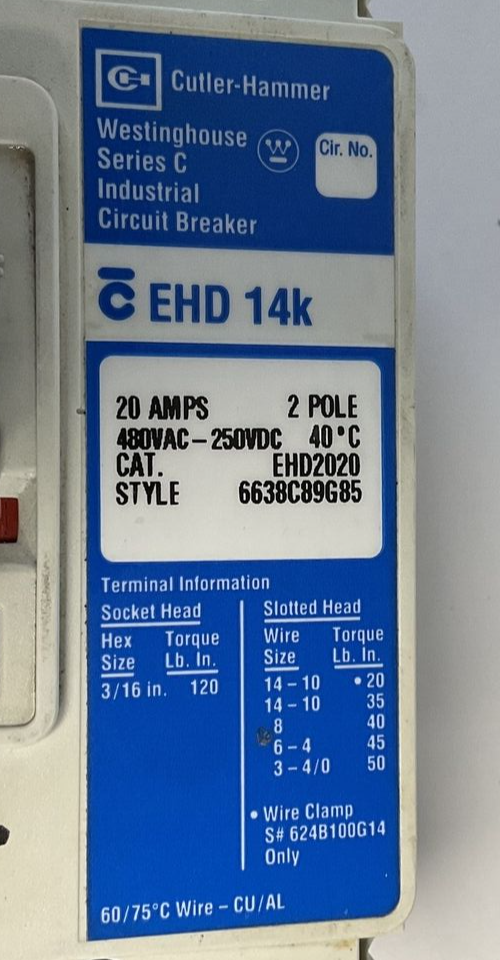 Cutler-Hammer
Westinghouse
Series C
Industrial
Circuit Breaker
W
Cir. No.
C EHD 14k
20 AMPS 2 POLE
480VAC – 250VDC 40°C
CAT. EHD2020
STYLE 6638C89G85
Terminal Information
Socket Head
Hex Torque
Size Lb. In.
3/16 in. 120
Slotted Head
Wire Torque
Size Lb. In.
14 – 10 • 20
14 – 10 35
8 40
6 – 4 45
3 – 4/0 50
• Wire Clamp
S# 624B100G14
Only
60/75°C Wire – CU/AL